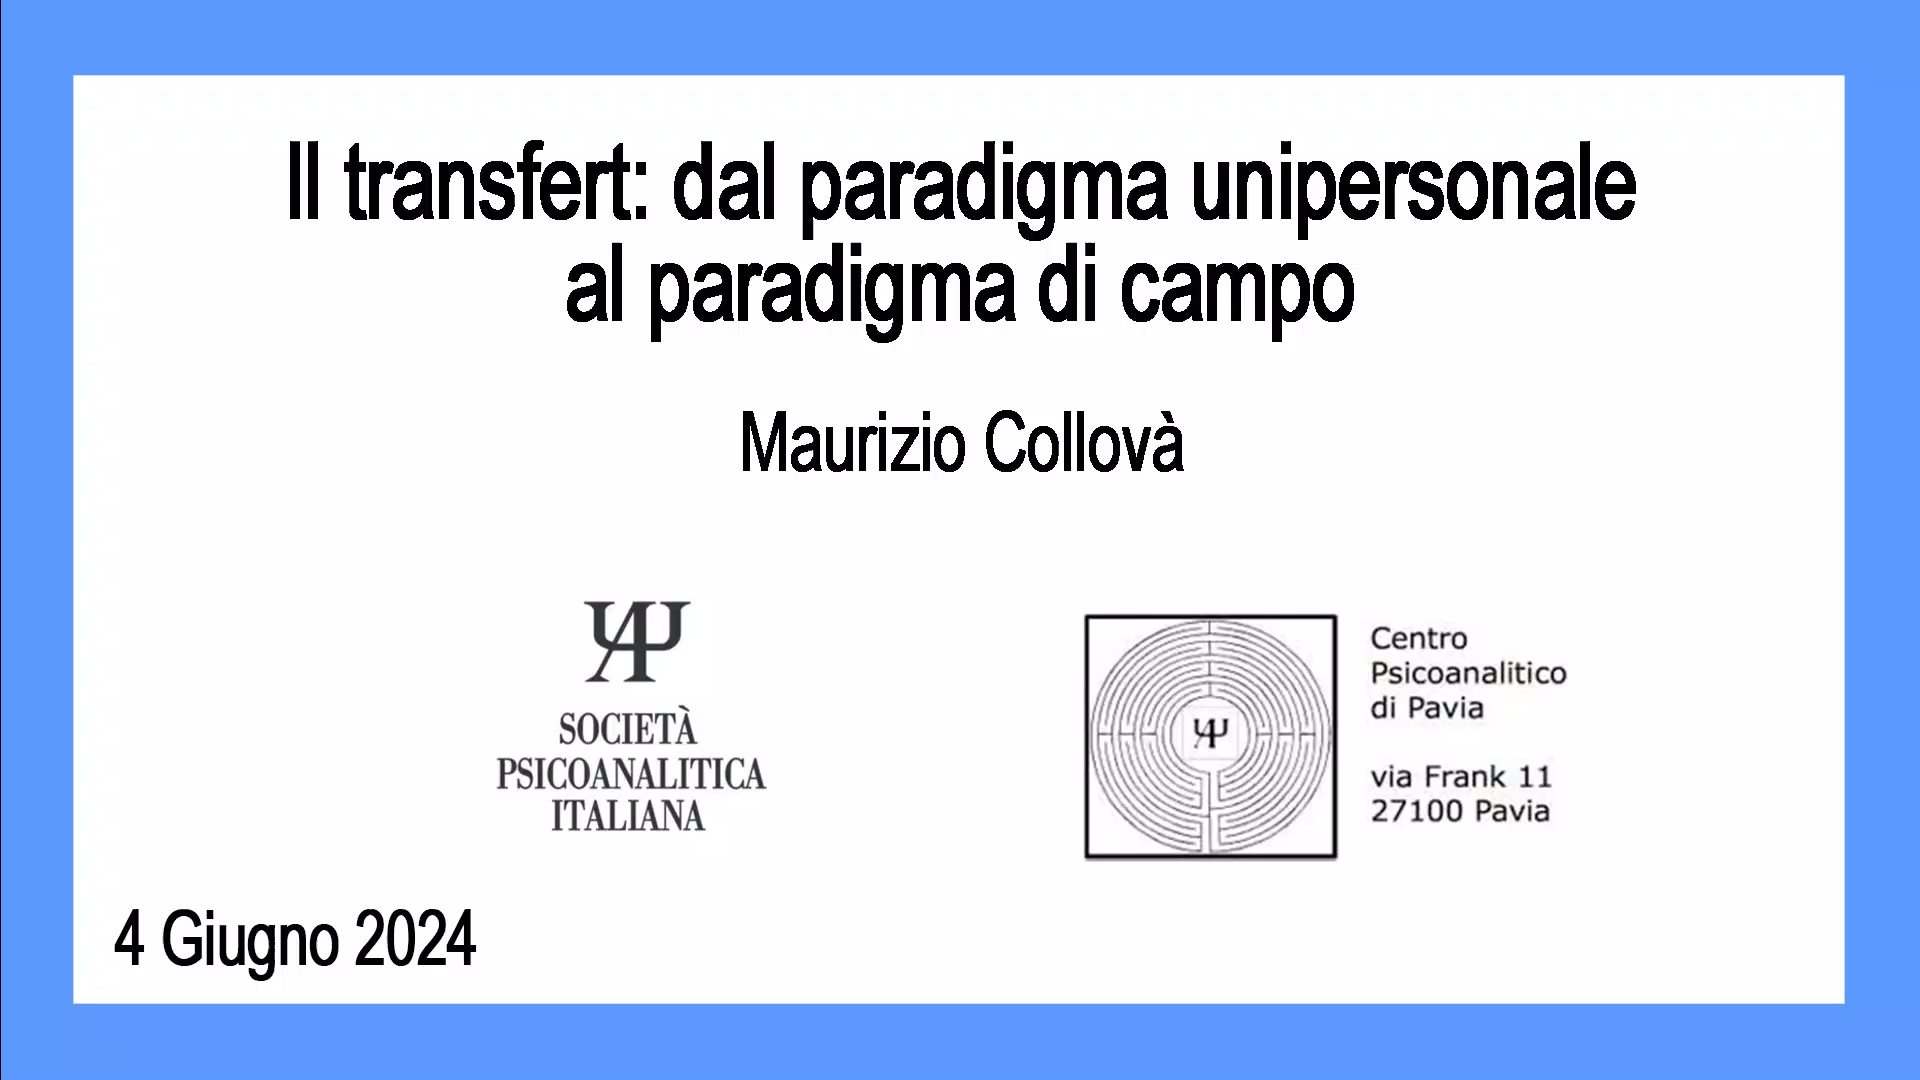 Il transfert: dal paradigma unipersonale
al paradigma di campo
Maurizio Collovà
SOCIETÀ
PSICOANALITICA
ITALIANA
Centro
Psicoanalitico
di Pavia
via Frank 11
27100 Pavia
4 Giugno 2024